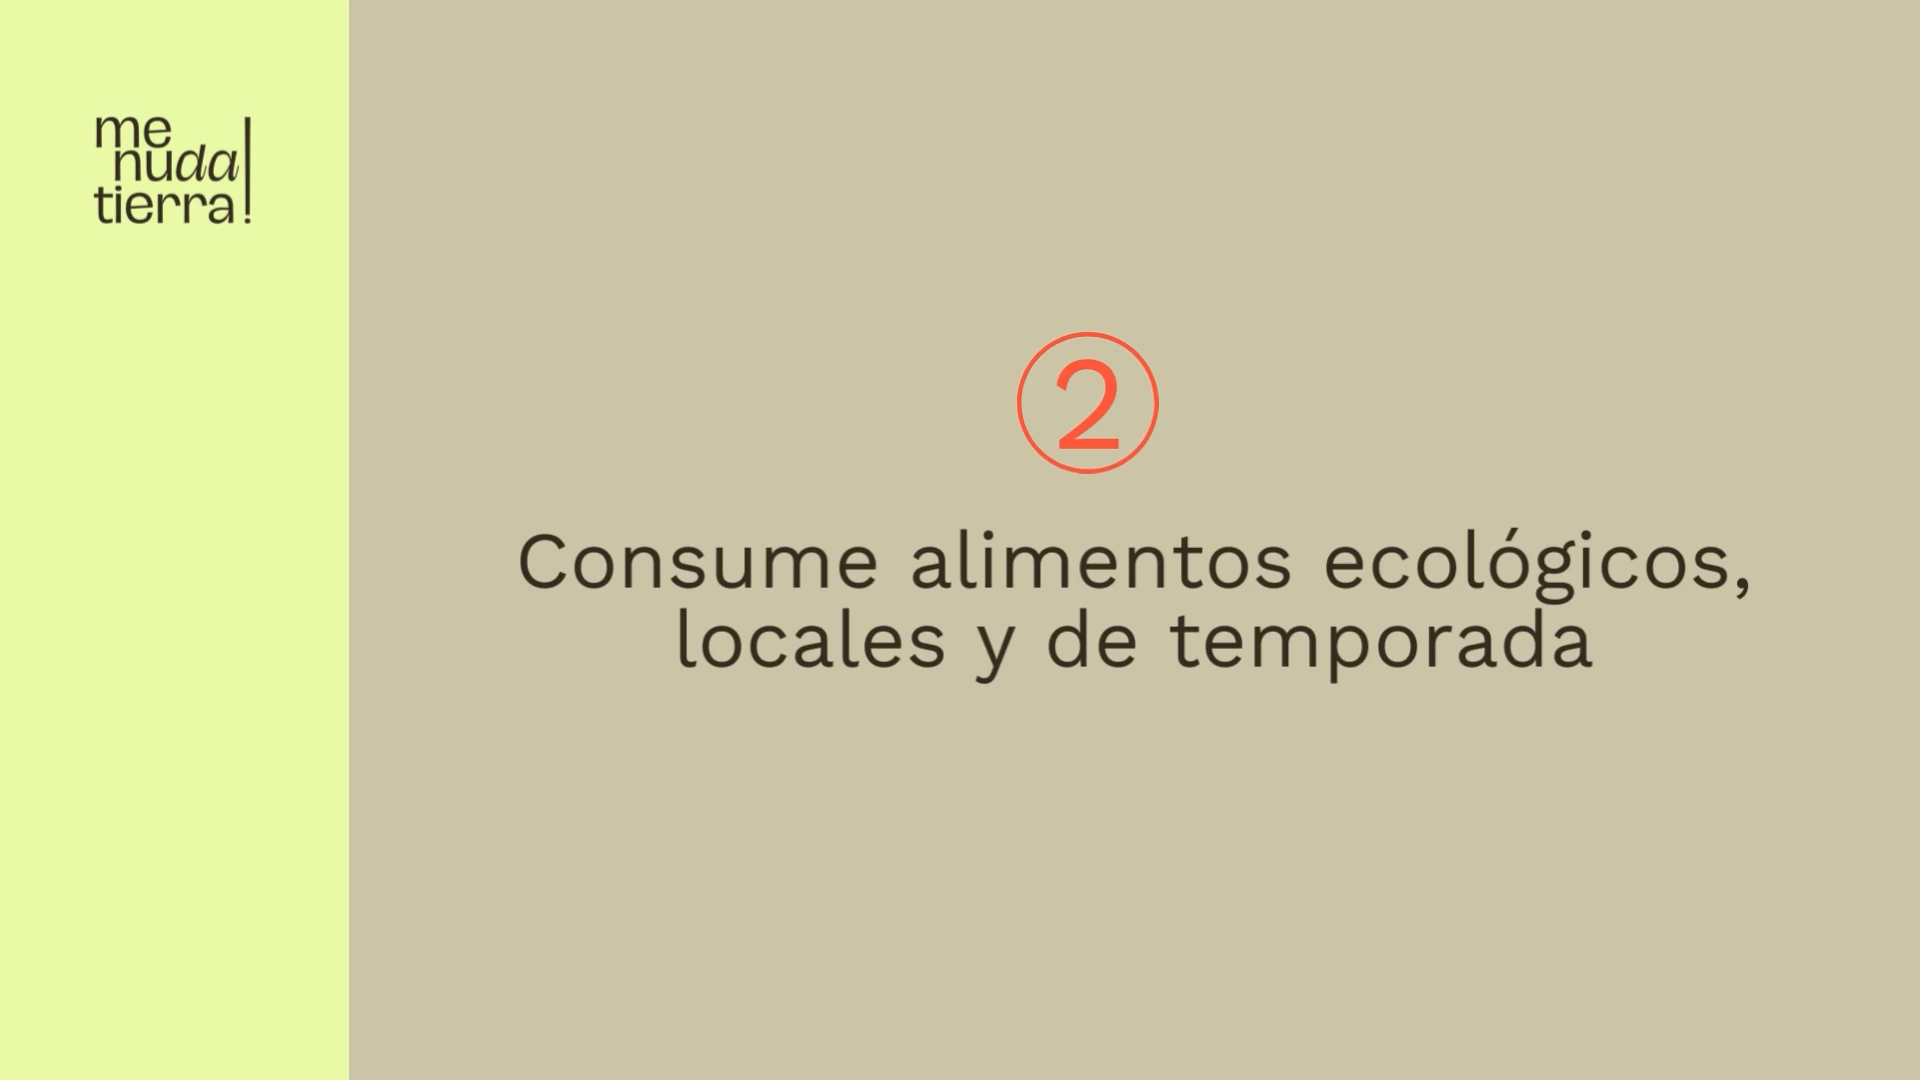 me
nuda
tierra!
2
Consume alimentos ecológicos,
locales y de temporada